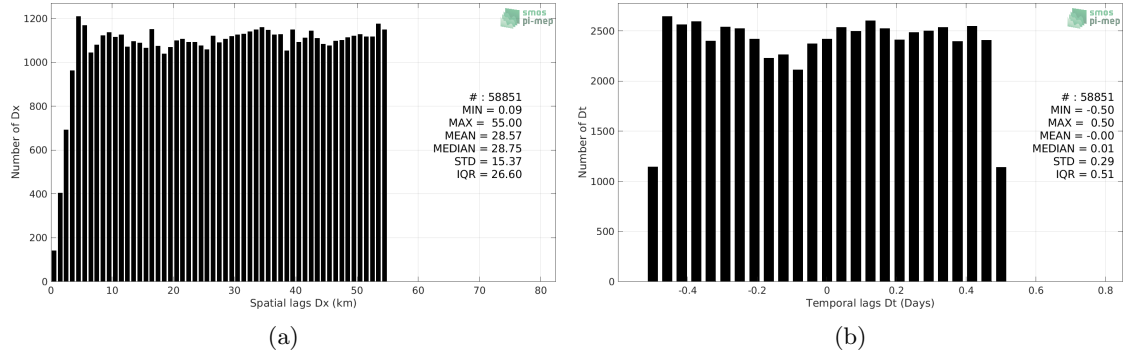 smos
pi-mep
1200
1000
800
600
400
200
0
Number of Dx
# : 58851
MIN = 0.09
MAX = 55.00
MEAN = 28.57
MEDIAN = 28.75
STD = 15.37
IQR = 26.60
0 10 20 30 40 50 60 70 80
Spatial lags Dx (km)
(a)
smos
pi-mep
2500
2000
1500
1000
500
0
Number of Dt
# : 58851
MIN = -0.50
MAX = 0.50
MEAN = -0.00
MEDIAN = 0.01
STD = 0.29
IQR = 0.51
-0.4 -0.2 0 0.2 0.4 0.6 0.8
Temporal lags Dt (Days)
(b)